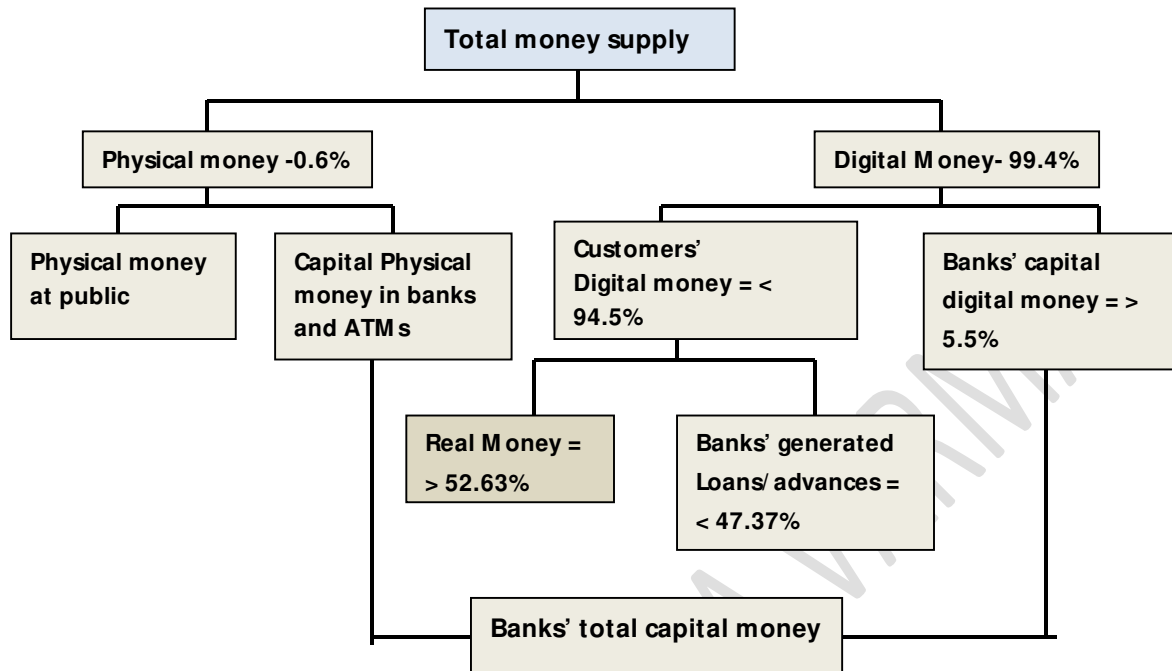 Total money supply
Physical money -0.6%
Digital Money- 99.4%
Physical money
at public
Capital Physical
money in banks
and ATMs
Customers’
Digital money = <
94.5%
Banks’ capital
digital money = >
5.5%
Real Money =
> 52.63%
Banks’ generated
Loans/advances =
< 47.37%
Banks’ total capital money